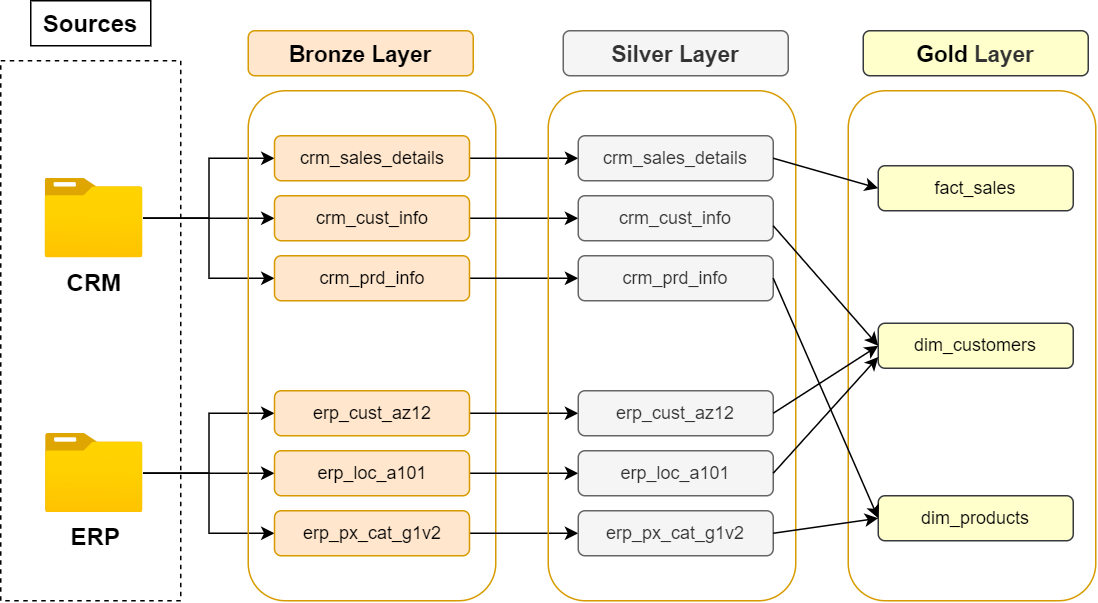 Sources
Bronze Layer
Silver Layer
Gold Layer
CRM
crm_sales_details
crm_cust_info
crm_prd_info
crm_sales_details
crm_cust_info
crm_prd_info
fact_sales
dim_customers
ERP
erp_cust_az12
erp_loc_a101
erp_px_cat_g1v2
erp_cust_az12
erp_loc_a101
erp_px_cat_g1v2
dim_products